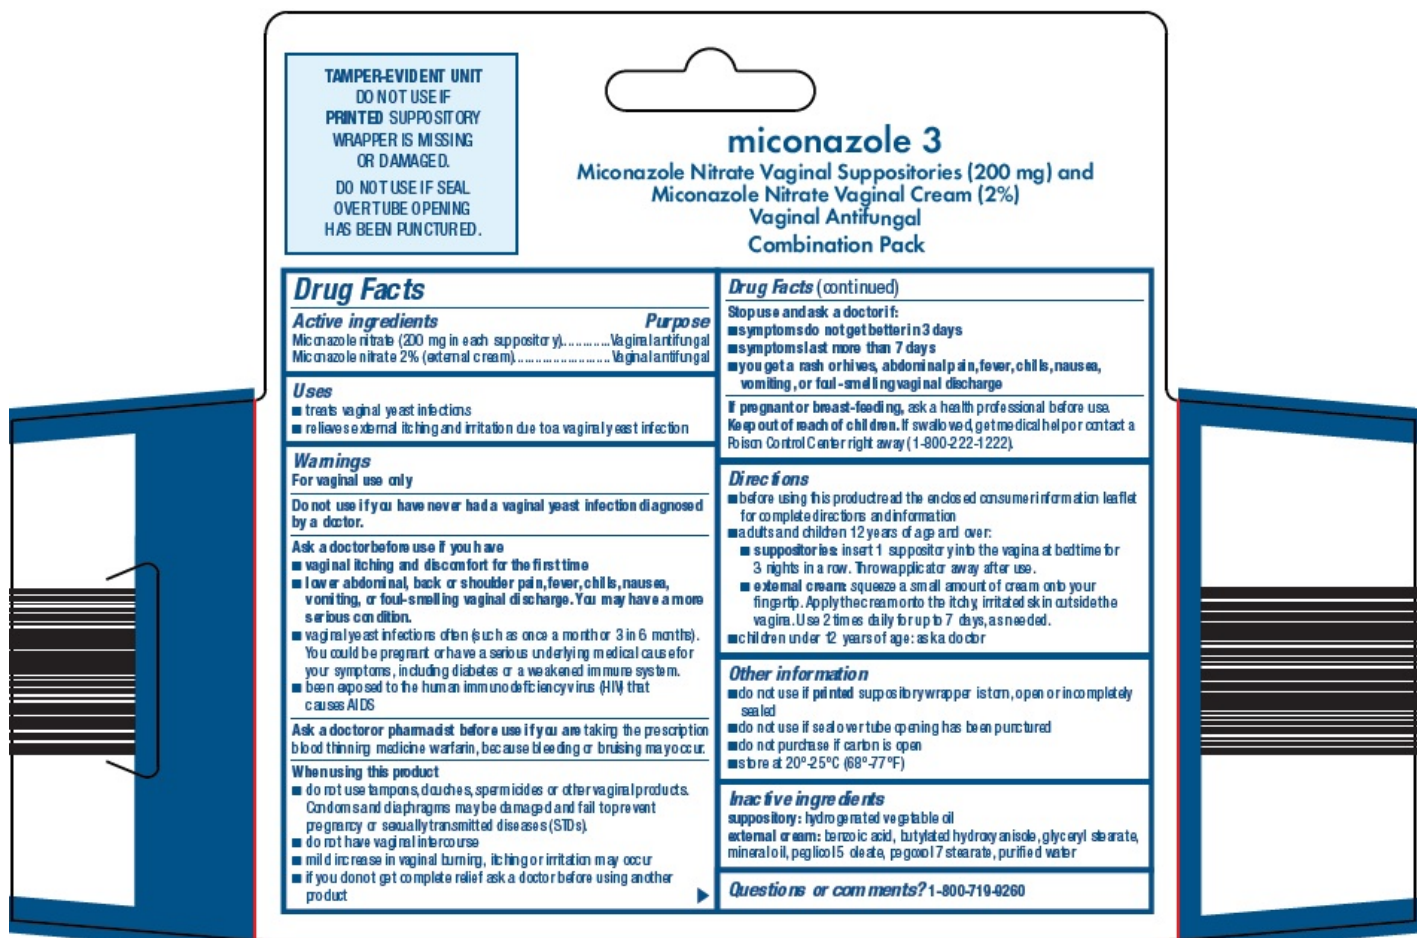 TAMPER-EVIDENT UNIT
DO NOT USE IF
PRINTED SUPPOSITORY
WRAPPER IS MISSING
OR DAMAGED.
DO NOT USE IF SEAL
OVER TUBE OPENING
HAS BEEN PUNCTURED.
miconazole 3
Miconazole Nitrate Vaginal Suppositories (200 mg) and
Miconazole Nitrate Vaginal Cream (2%)
Vaginal Antifungal
Combination Pack
Drug Facts
Active ingredients Purpose
Miconazole nitrate (200 mg in each suppository)............Vaginal antifungal
Miconazole nitrate 2% (external cream)..........................Vaginal antifungal
Uses
■ treats vaginal yeast infections
■ relieves external itching and irritation due to a vaginal yeast infection
Warnings
For vaginal use only
Do not use if you have never had a vaginal yeast infection diagnosed
by a doctor.
Ask a doctor before use if you have
■ vaginal itching and discomfort for the first time
■ lower abdominal, back or shoulder pain, fever, chills, nausea,
vomiting, or foul-smelling vaginal discharge. You may have a more
serious condition.
■ vaginal yeast infections often (such as once a month or 3 in 6 months).
You could be pregnant or have a serious underlying medical cause for
your symptoms, including diabetes or a weakened immune system.
■ been exposed to the human immunodeficiency virus (HIV) that
causes AIDS
Ask a doctor or pharmacist before use if you are taking the prescription
blood thinning medicine warfarin, because bleeding or bruising may occur.
When using this product
■ do not use tampons, douches, spermicides or other vaginal products.
Condoms and diaphragms may be damaged and fail to prevent
pregnancy or sexually transmitted diseases (STDs).
■ do not have vaginal intercourse
■ mild increase in vaginal burning, itching or irritation may occur
■ if you do not get complete relief ask a doctor before using another
product
Drug Facts (continued)
Stop use and ask a doctor if:
■ symptoms do not get better in 3 days
■ symptoms last more than 7 days
■ you get a rash or hives, abdominal pain, fever, chills, nausea,
vomiting, or foul-smelling vaginal discharge
If pregnant or breast-feeding, ask a health professional before use.
Keep out of reach of children. If swallowed, get medical help or contact a
Poison Control Center right away (1-800-222-1222).
Directions
■ before using this product read the enclosed consumer information leaflet
for complete directions and information
■ adults and children 12 years of age and over:
■ suppositories: insert 1 suppository into the vagina at bedtime for
3 nights in a row. Throw applicator away after use.
■ external cream: squeeze a small amount of cream onto your
fingertip. Apply the cream onto the itchy, irritated skin outside the
vagina. Use 2 times daily for up to 7 days, as needed.
■ children under 12 years of age: ask a doctor
Other information
■ do not use if printed suppository wrapper is torn, open or incompletely
sealed
■ do not use if seal over tube opening has been punctured
■ do not purchase if carton is open
■ store at 20°-25°C (68°-77°F)
Inactive ingredients
suppository: hydrogenated vegetable oil
external cream: benzoic acid, butylated hydroxyanisole, glyceryl stearate,
mineral oil, peglicol 5 oleate, pegoxol 7 stearate, purified water
Questions or comments? 1-800-719-9260